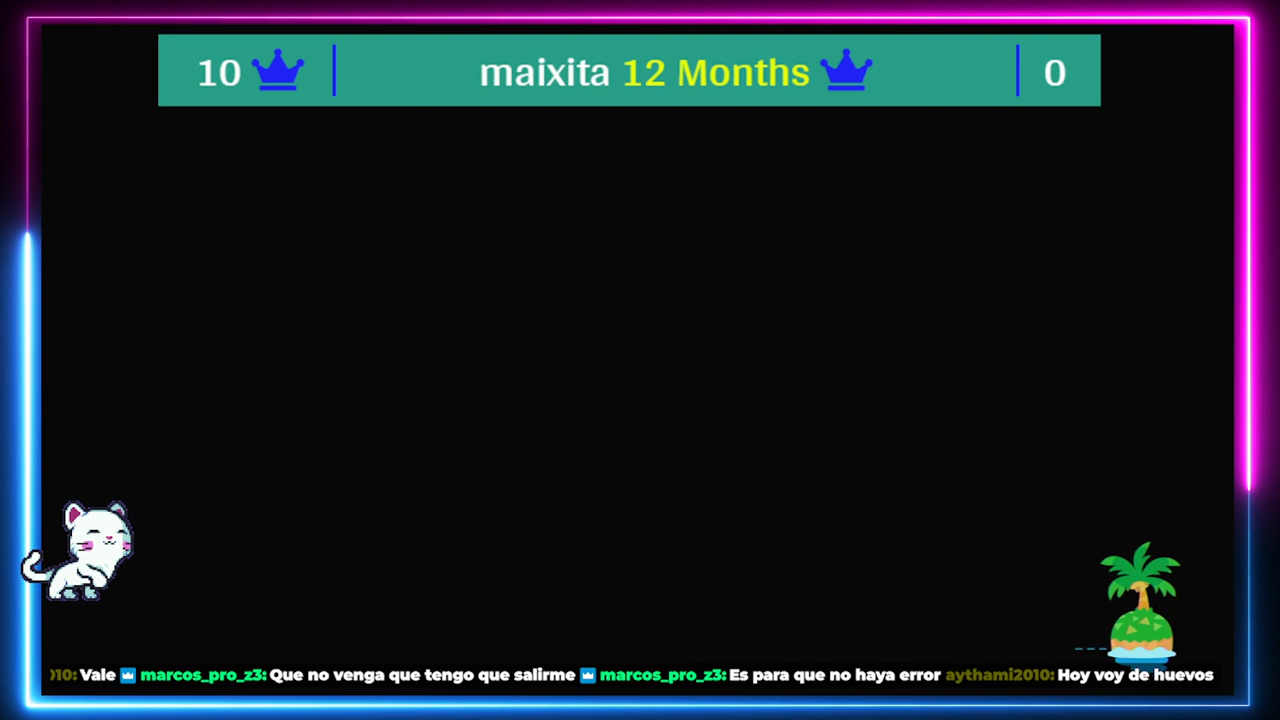 10 maixita 12 Months 0
10: Vale marcos_pro_z3: Que no venga que tengo que salirme marcos_pro_z3: Es para que no haya error aythami2010: Hoy voy de huevos